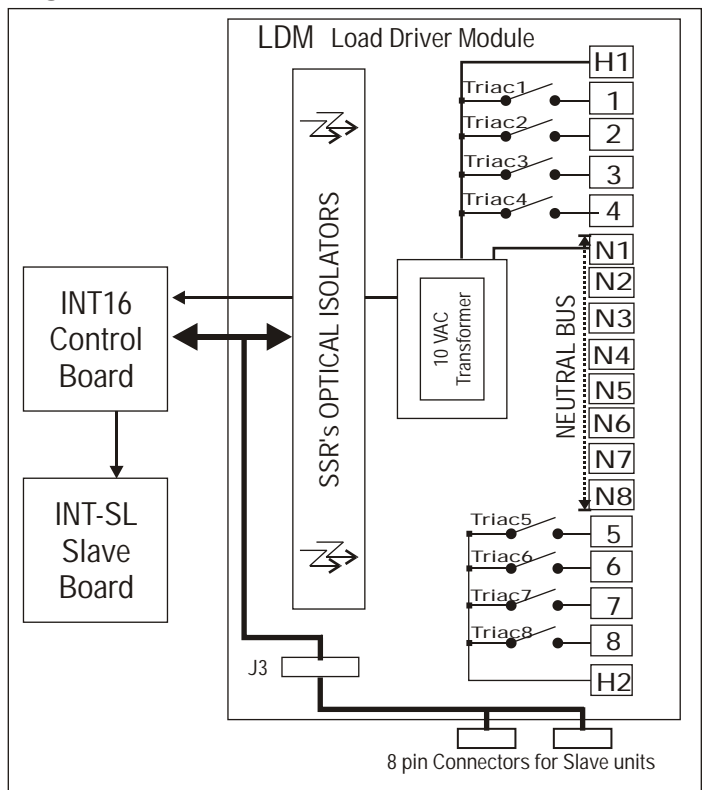 LDM Load Driver Module
H1
Triac1
1
Triac2
2
Triac3
3
Triac4
4
SSR's OPTICAL ISOLATORS
INT16
Control
Board
10 VAC
Transformer
NEUTRAL BUS
N1
N2
N3
N4
N5
N6
N7
N8
INT-SL
Slave
Board
Triac5
5
Triac6
6
Triac7
7
Triac8
8
H2
J3
8 pin Connectors for Slave units